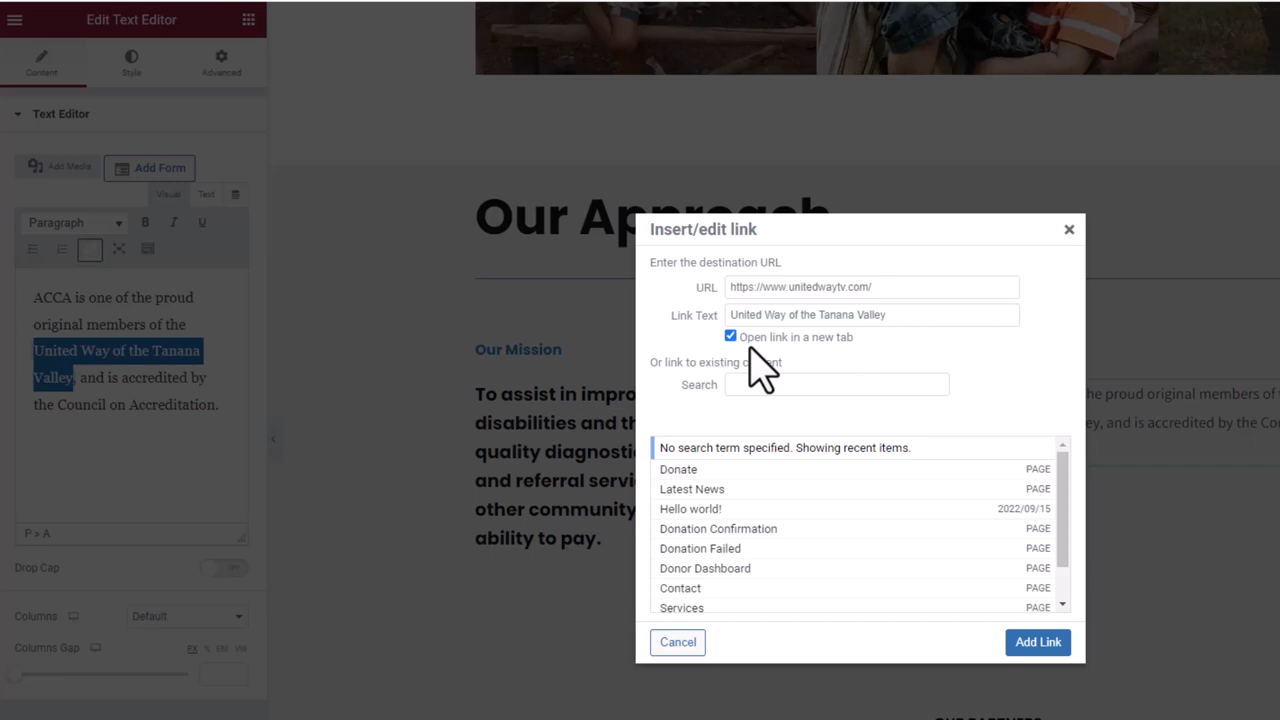 Edit Text Editor
Content
Style
Advanced
Text Editor
Add Media
Add Form
Visual
Text
Paragraph
B
I
U
ACCA is one of the proud
original members of the
United Way of the Tanana
Valley, and is accredited by
the Council on Accreditation.
P » A
Drop Cap
OFF
Columns
Default
Columns Gap
PX % EM VW
Our Approach
Our Mission
To assist in impro
disabilities and th
quality diagnosti
and referral servi
other community
ability to pay.
he proud original members of
ey, and is accredited by the Cou
Insert/edit link
Enter the destination URL
URL https://www.unitedwaytv.com/
Link Text United Way of the Tanana Valley
Open link in a new tab
Or link to existing content
Search
No search term specified. Showing recent items.
Donate PAGE
Latest News PAGE
Hello world! 2022/09/15
Donation Confirmation PAGE
Donation Failed PAGE
Donor Dashboard PAGE
Contact PAGE
Services PAGE
Cancel
Add Link